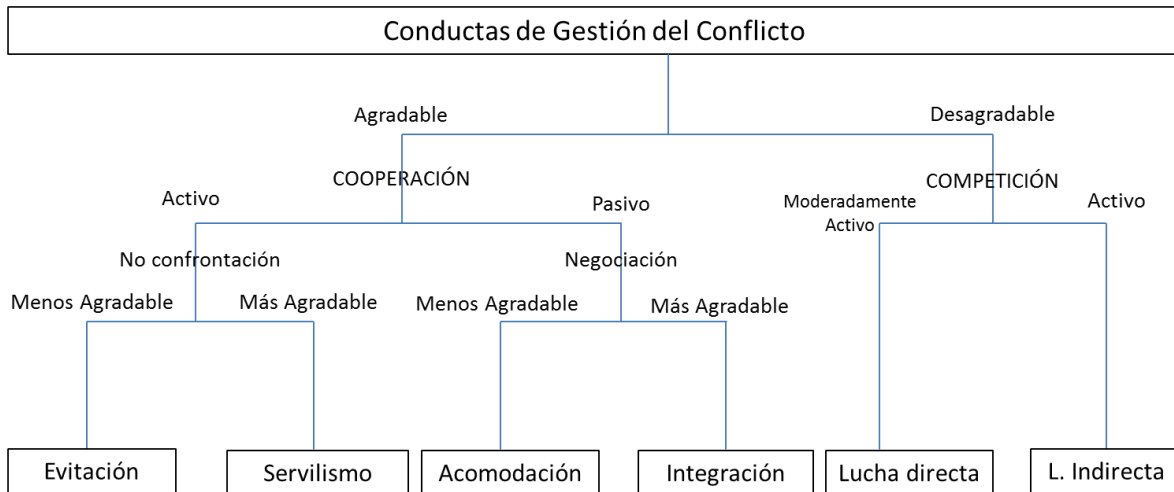 Conductas de Gestión del Conflicto
Agradable
Desagradable
COOPERACIÓN
COMPETICIÓN
Activo
Pasivo
Moderadamente
Activo
Activo
No confrontación
Negociación
Menos Agradable
Más Agradable
Menos Agradable
Más Agradable
Evitación
Servilismo
Acomodación
Integración
Lucha directa
L. Indirecta